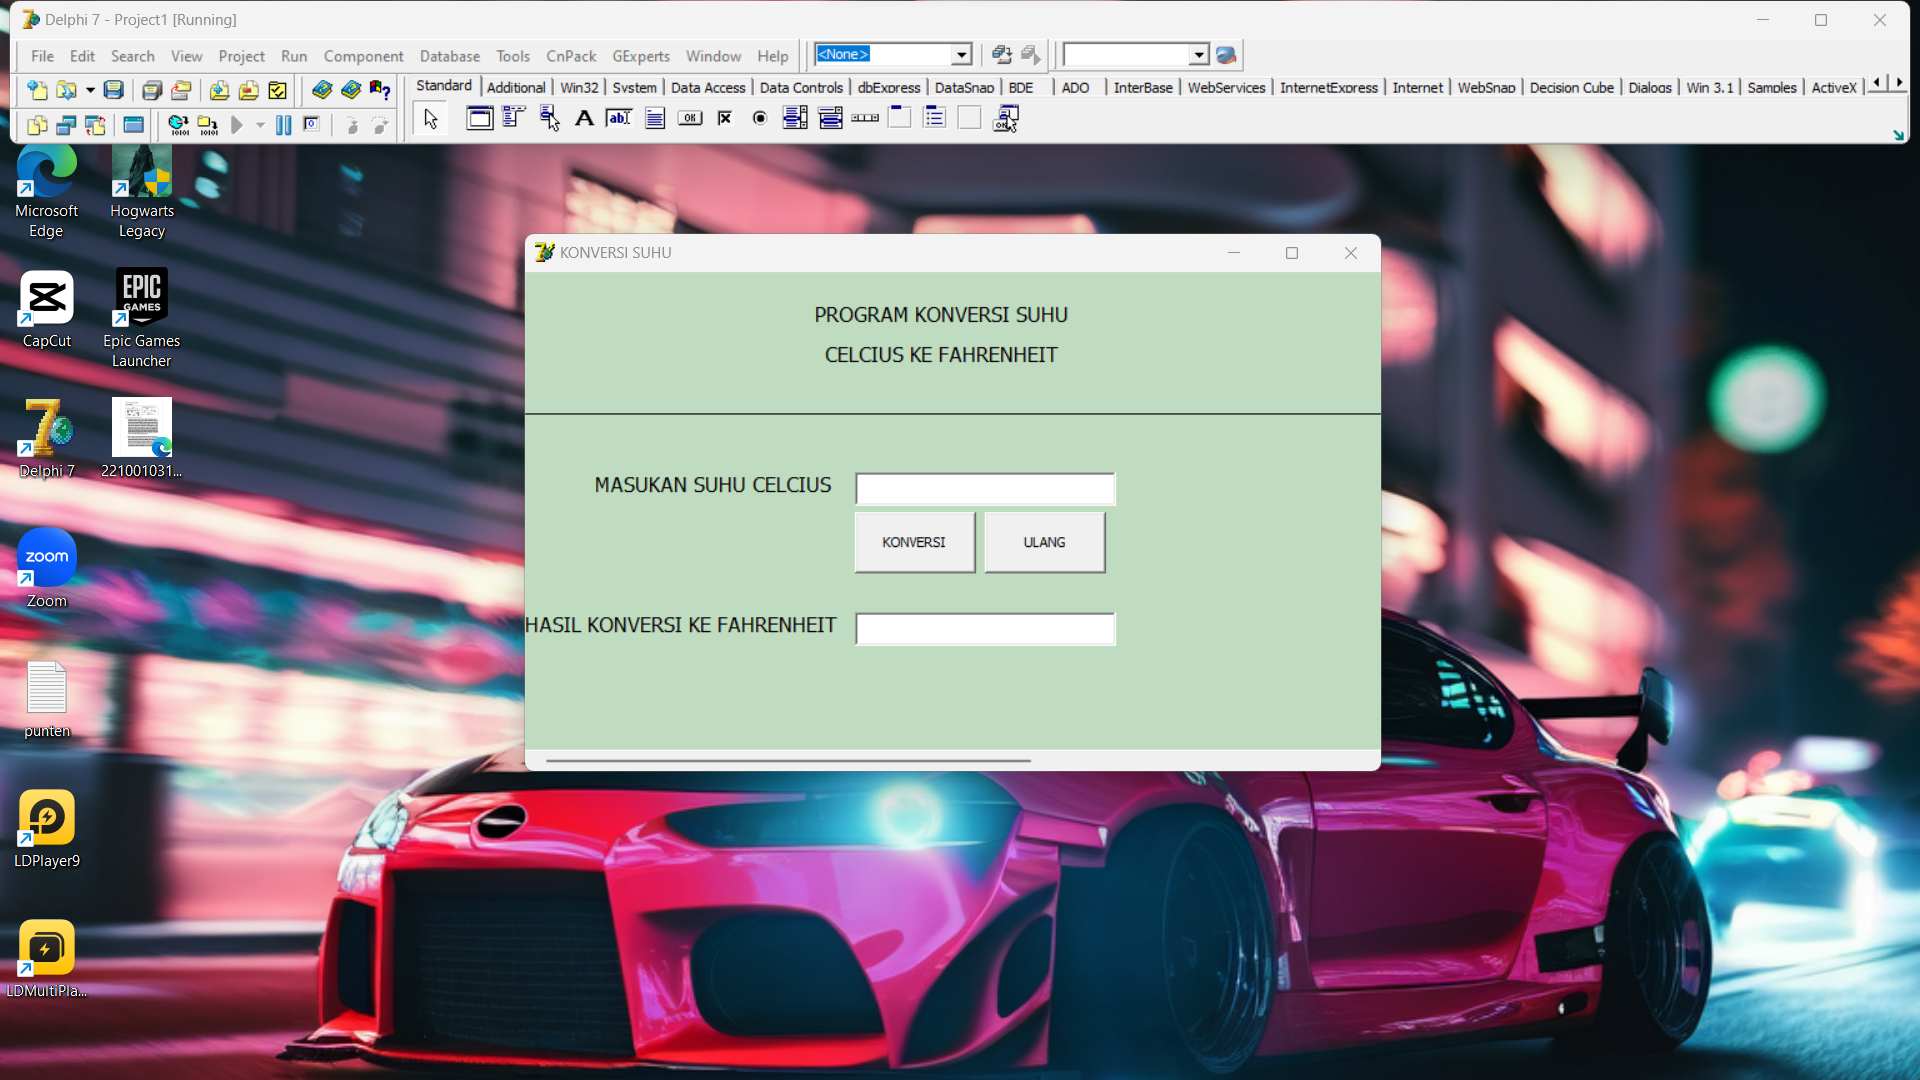 Delphi 7 - Project1 [Running]
File Edit Search View Project Run Component Database Tools CnPack GExperts Window Help
<None>
Standard Additional Win32 System Data Access Data Controls dbExpress DataSnap BDE ADO InterBase WebServices InternetExpress Internet WebSnap Decision Cube Dialogs Win 3.1 Samples ActiveX
Microsoft Edge
Hogwarts Legacy
CapCut
EPIC GAMES
Epic Games Launcher
Delphi 7
221001031...
zoom
Zoom
punten
LDPlayer9
LDMultiPla...
KONVERSI SUHU
PROGRAM KONVERSI SUHU
CELCIUS KE FAHRENHEIT
MASUKAN SUHU CELCIUS
KONVERSI ULANG
HASIL KONVERSI KE FAHRENHEIT